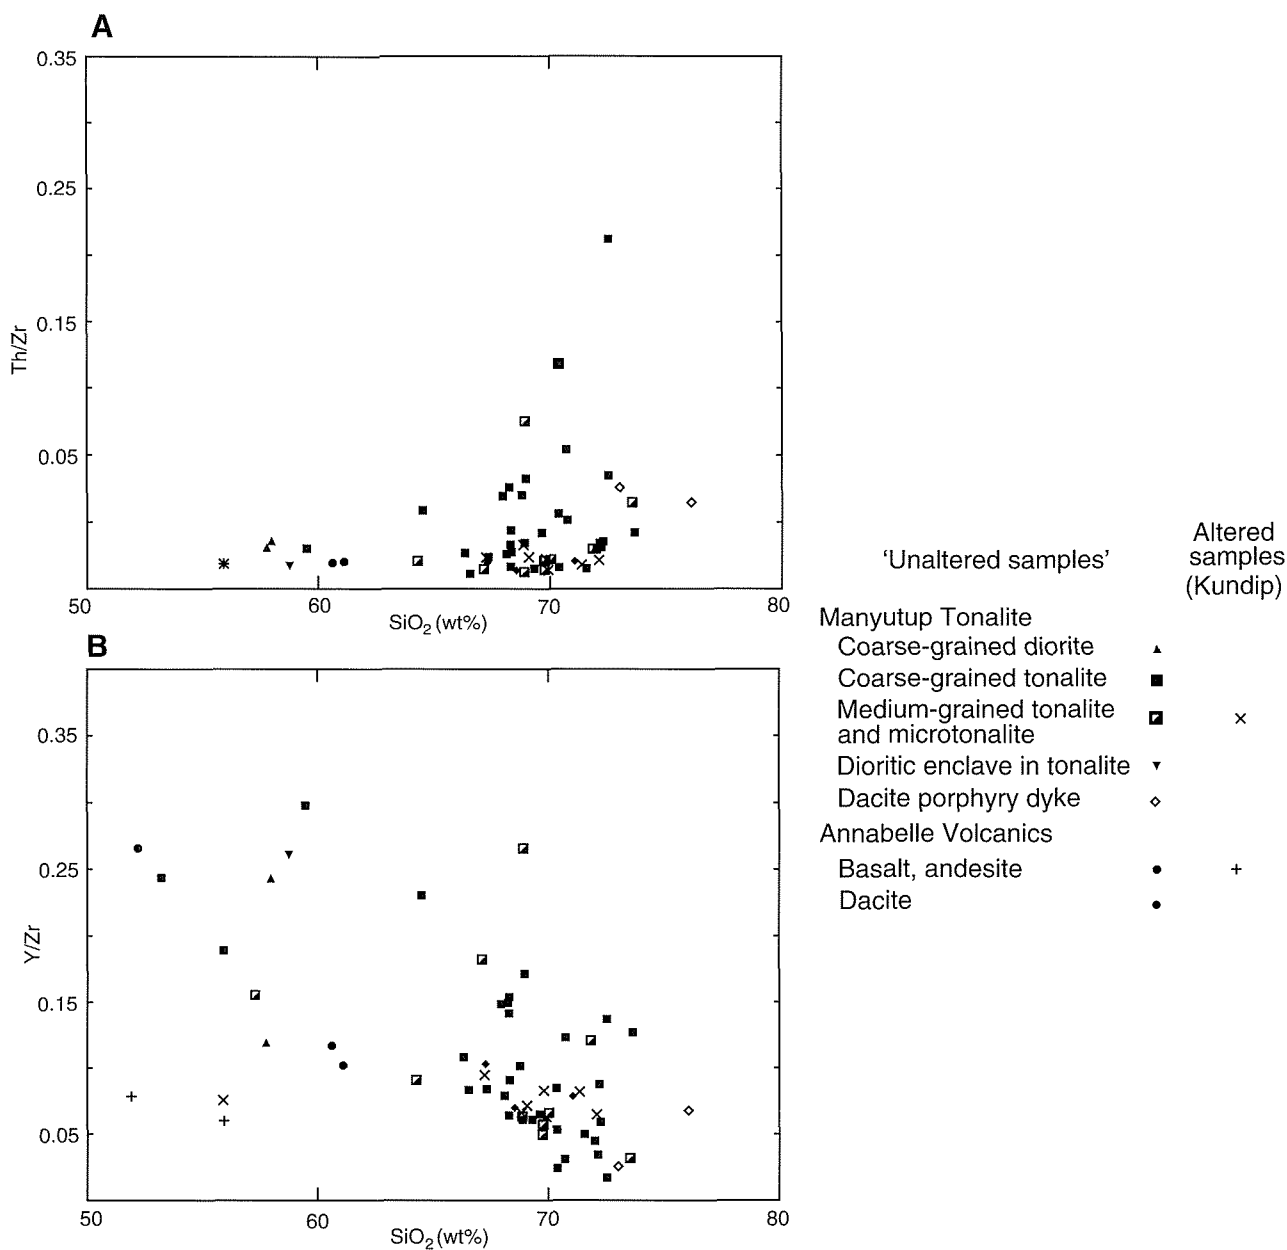 A
0.35
0.25
0.15
0.05
Th/Zr
50
60
70
80
SiO₂ (wt%)
B
0.35
0.25
0.15
0.05
Y/Zr
50
60
70
80
SiO₂ (wt%)
'Unaltered samples'
Altered
samples
(Kundip)
Manyutup Tonalite
Coarse-grained diorite
Coarse-grained tonalite
Medium-grained tonalite
and microtonalite
Dioritic enclave in tonalite
Dacite porphyry dyke
Annabelle Volcanics
Basalt, andesite
Dacite